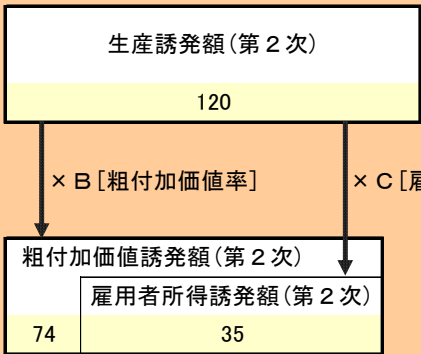 生産誘発額(第２次)
120
×Ｂ[粗付加価値率]
×Ｃ[雇
粗付加価値誘発額(第２次)
雇用者所得誘発額(第２次)
74
35